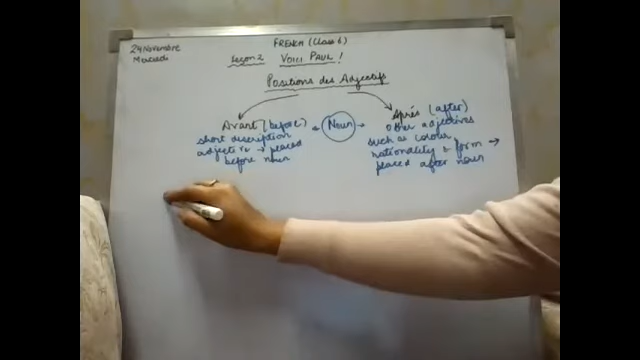 24 Novembre
Mercredi
FRENCH (Class 6)
Leçon 2 VOICI PAUL !
Positions des Adjectifs
Avant (before)
short description
adjective → placed
before noun
Noun
Après (after)
other adjectives
such as colour,
nationality & form →
placed after noun